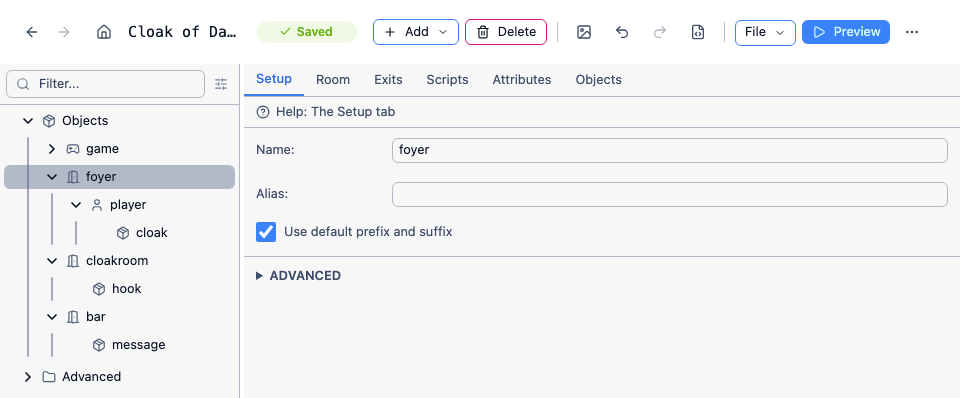 Cloak of Da… Saved Add Delete File Preview
Filter...
Setup Room Exits Scripts Attributes Objects
Help: The Setup tab
Objects
game
foyer
player
cloak
cloakroom
hook
bar
message
Advanced
Name: foyer
Alias:
Use default prefix and suffix
ADVANCED